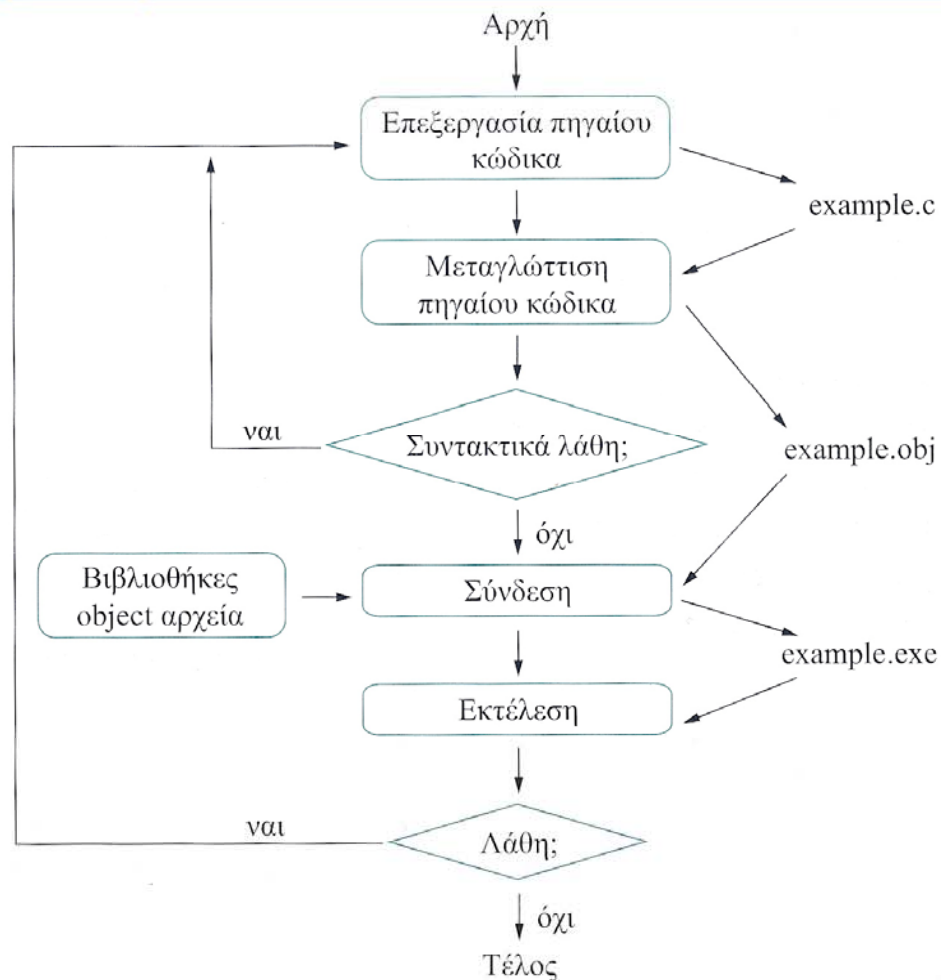 Αρχή
Επεξεργασία πηγαίου
κώδικα
example.c
Μεταγλώττιση
πηγαίου κώδικα
ναι
Συντακτικά λάθη;
example.obj
όχι
Βιβλιοθήκες
object αρχεία
Σύνδεση
example.exe
Εκτέλεση
ναι
Λάθη;
όχι
Τέλος